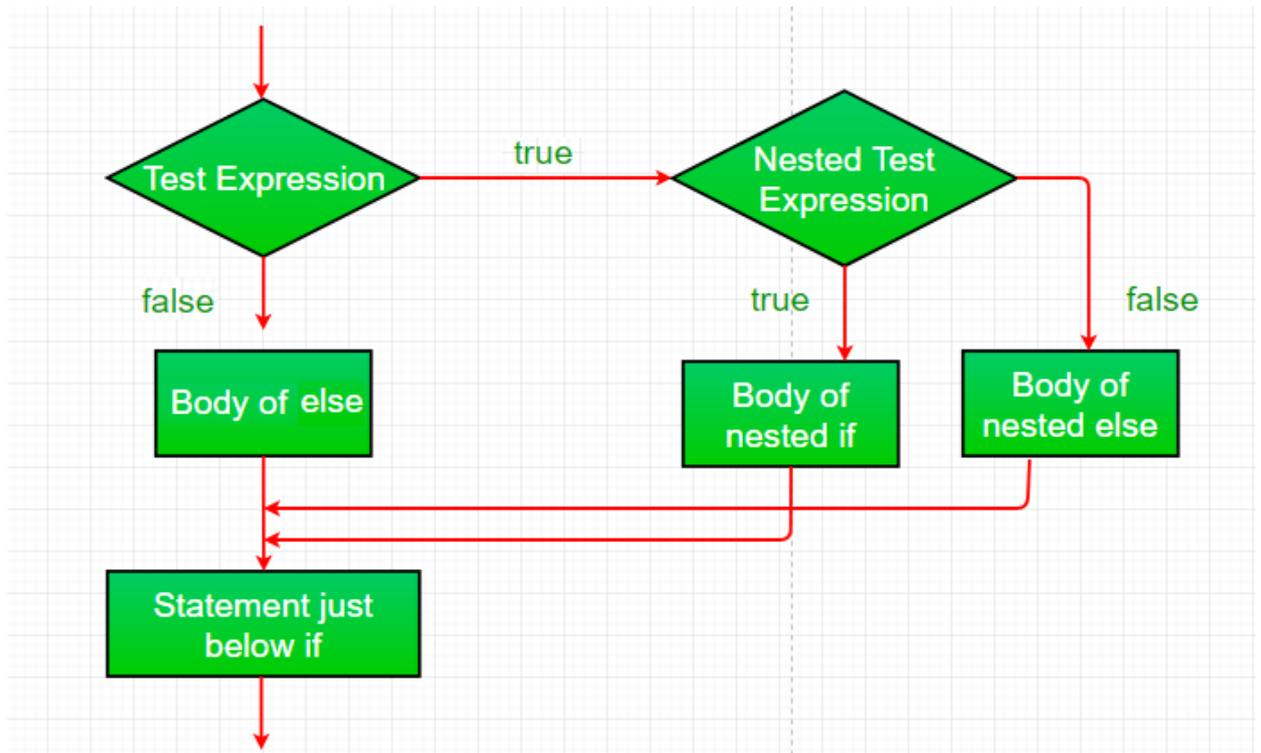 true
Test Expression
Nested Test
Expression
false
true
false
Body of else
Body of
nested if
Body of
nested else
Statement just
below if